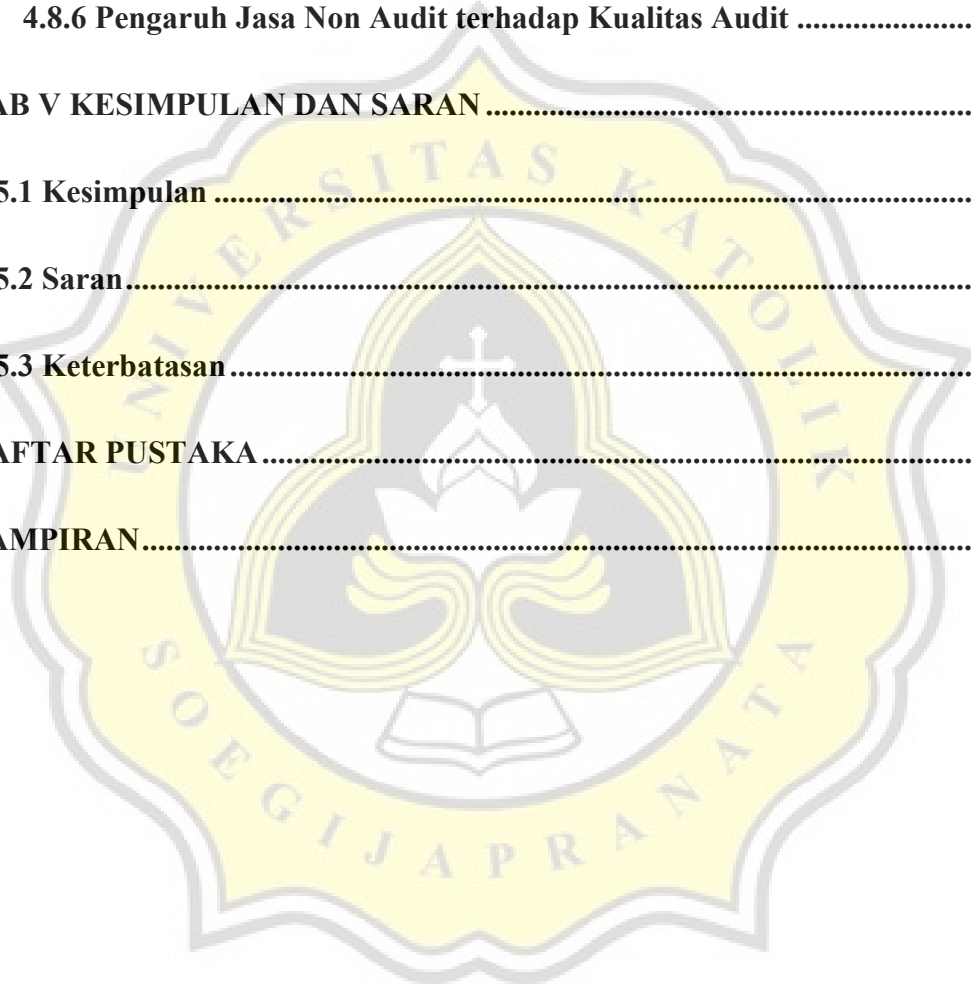 4.8.6 Pengaruh Jasa Non Audit terhadap Kualitas Audit ......................
AB V KESIMPULAN DAN SARAN ..............................................................
5.1 Kesimpulan ................................................................................................
5.2 Saran...........................................................................................................
5.3 Keterbatasan ..............................................................................................
AFTAR PUSTAKA ..........................................................................................
AMPIRAN.........................................................................................................
UNIVERSITAS KATOLIK
SOEGIJAPRANATA